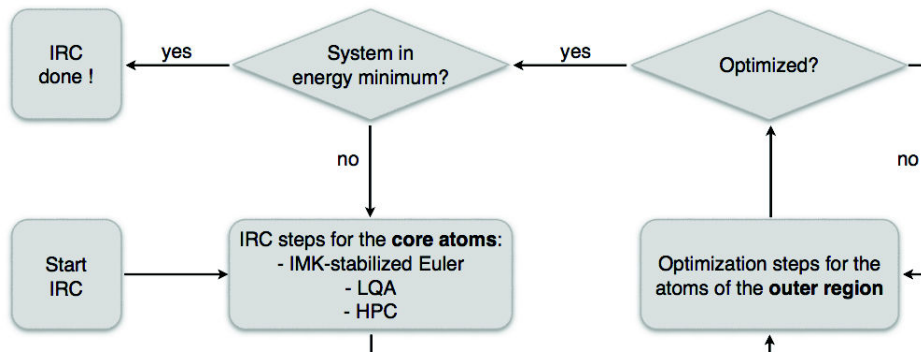 IRC
done !
yes
System in
energy minimum?
yes
Optimized?
no
no
Start
IRC
IRC steps for the core atoms:
- IMK-stabilized Euler
- LQA
- HPC
Optimization steps for the
atoms of the outer region